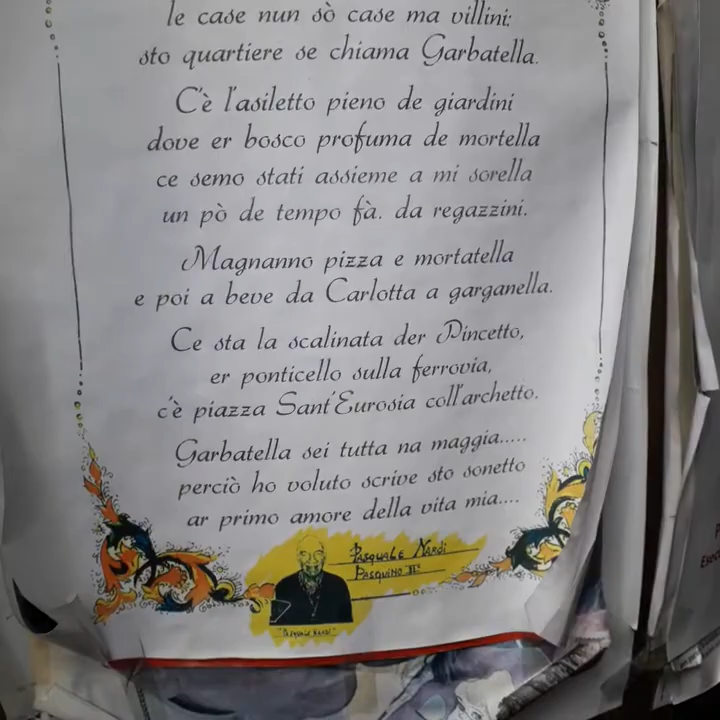 le case nun sò case ma villini:
sto quartiere se chiama Garbatella.
C'è l'asiletto pieno de giardini
dove er bosco profuma de mortella
ce semo stati assieme a mi sorella
un pò de tempo fà. da regazzini.
Magnanno pizza e mortatella
e poi a beve da Carlotta a garganella.
Ce sta la scalinata der Pincetto,
er ponticello sulla ferrovia,
c'è piazza Sant'Eurosia coll'archetto.
Garbatella sei tutta na maggia.....
perciò ho voluto scrive sto sonetto
ar primo amore della vita mia....
PASQUALE NARDI
PASQUINO II°
"PASQUALE NARDI"